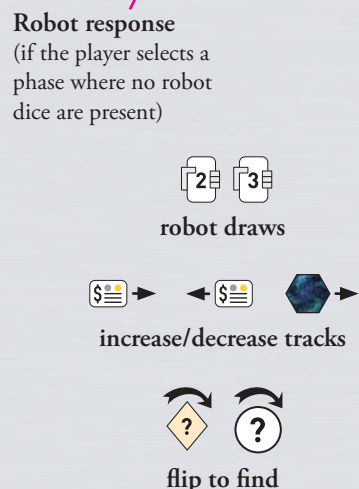 Robot response
(if the player selects a
phase where no robot
dice are present)
2 3
robot draws
$ $
increase/decrease tracks
? ?
flip to find